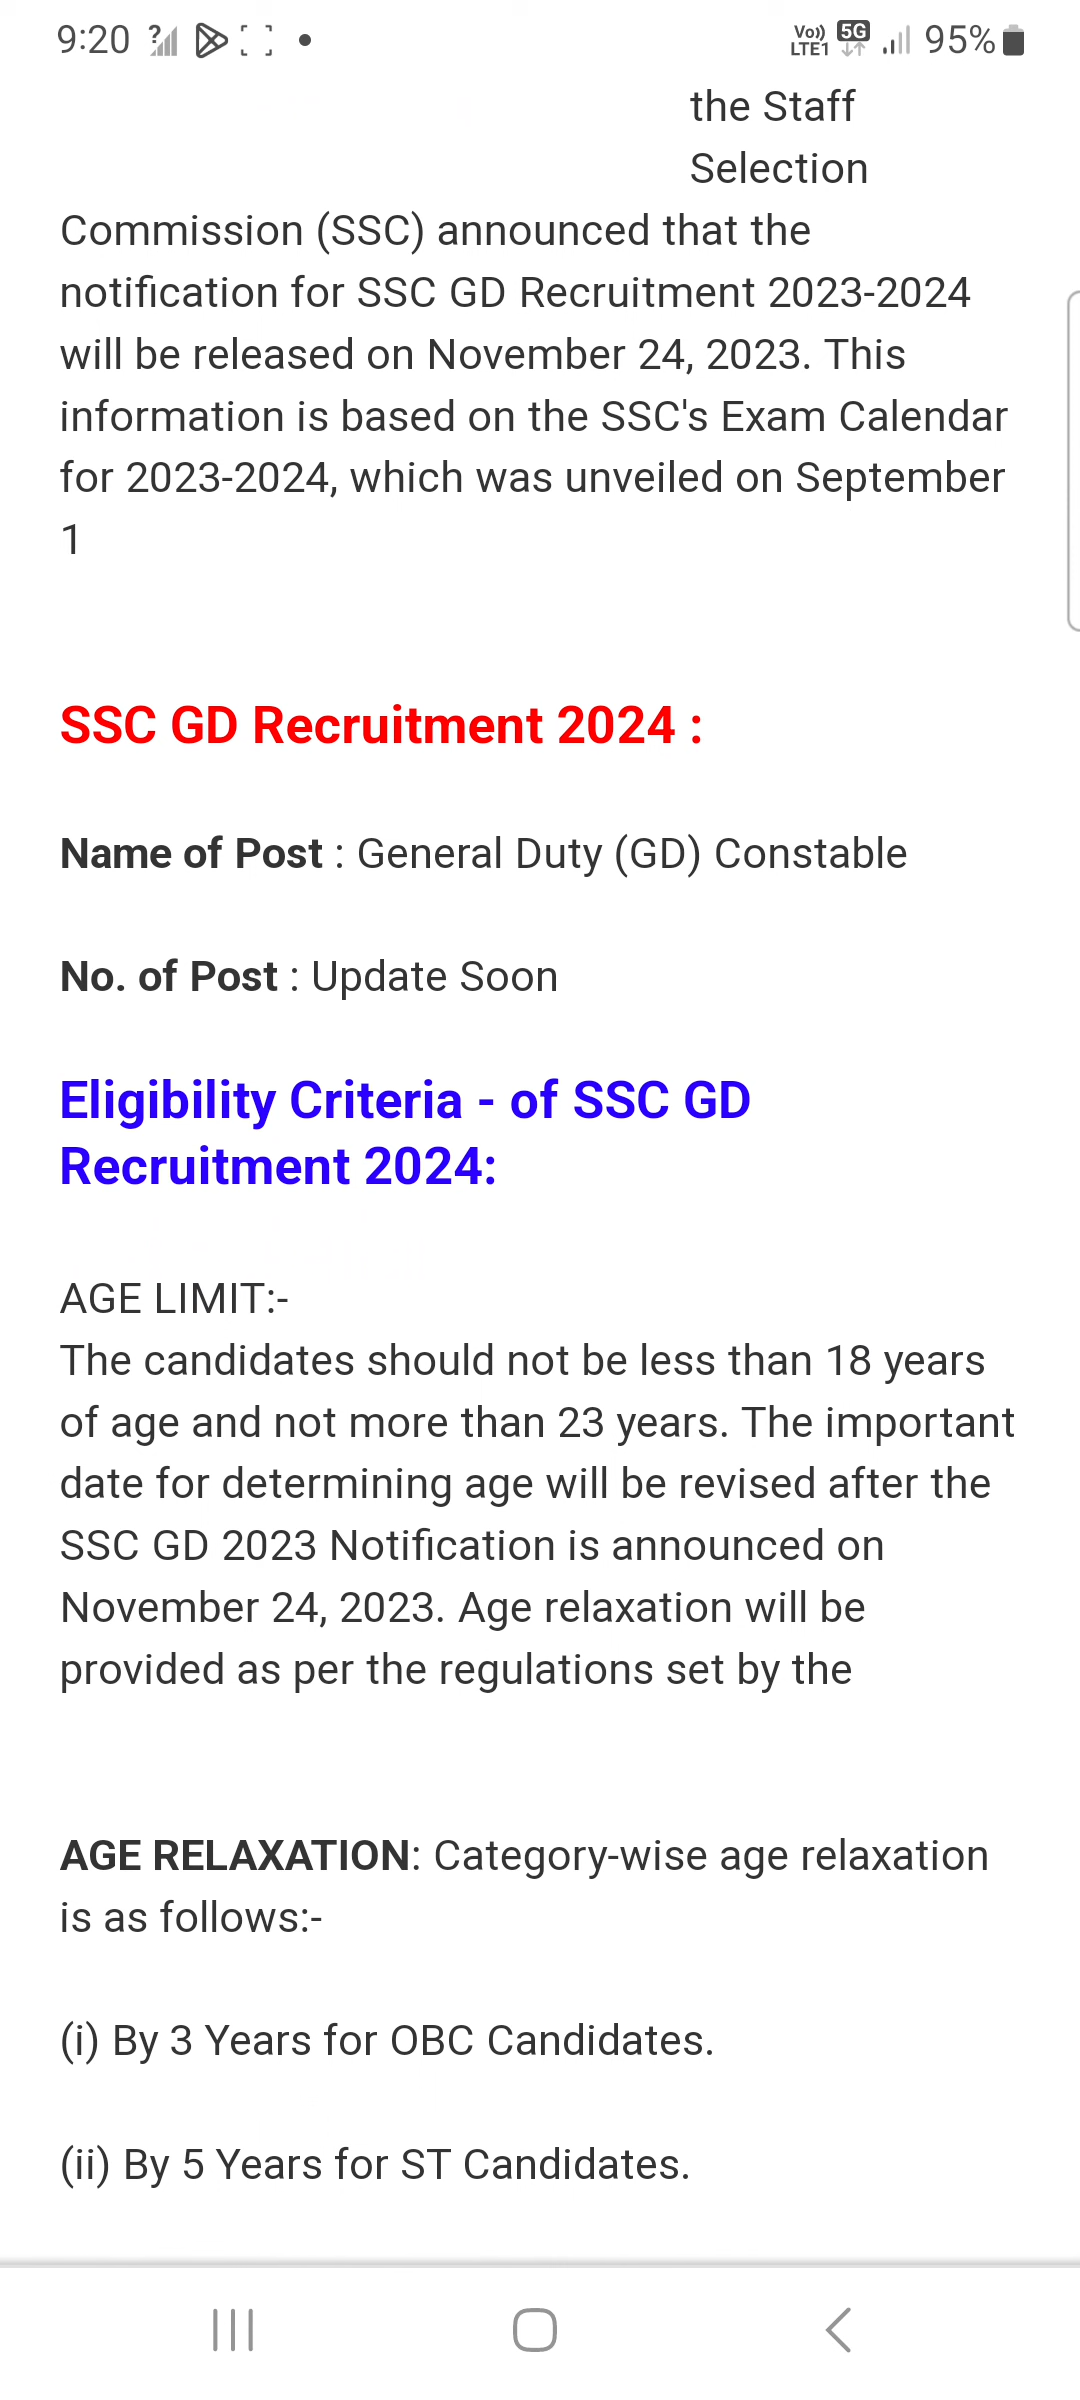 9:20
Vo)) LTE1 5G 95%
the Staff
Selection
Commission (SSC) announced that the
notification for SSC GD Recruitment 2023-2024
will be released on November 24, 2023. This
information is based on the SSC's Exam Calendar
for 2023-2024, which was unveiled on September
1
SSC GD Recruitment 2024 :
Name of Post : General Duty (GD) Constable
No. of Post : Update Soon
Eligibility Criteria - of SSC GD
Recruitment 2024:
AGE LIMIT:-
The candidates should not be less than 18 years
of age and not more than 23 years. The important
date for determining age will be revised after the
SSC GD 2023 Notification is announced on
November 24, 2023. Age relaxation will be
provided as per the regulations set by the
AGE RELAXATION: Category-wise age relaxation
is as follows:-
(i) By 3 Years for OBC Candidates.
(ii) By 5 Years for ST Candidates.